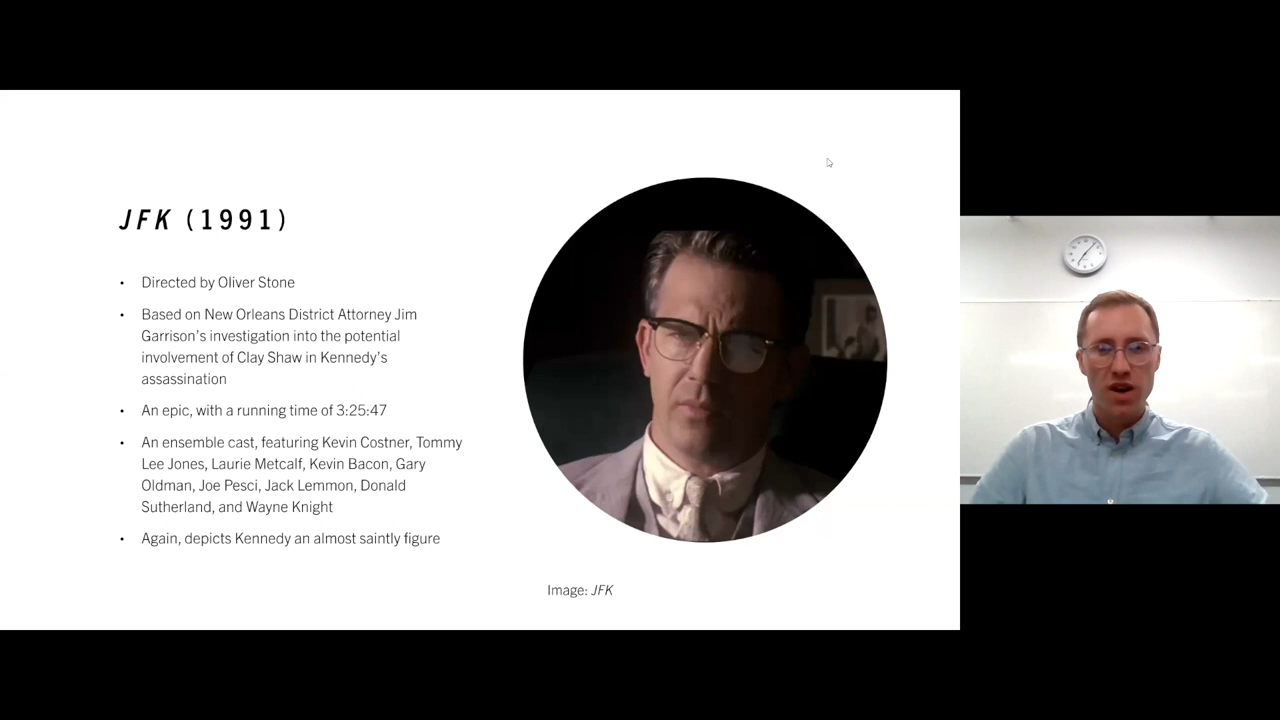 JFK (1991)
• Directed by Oliver Stone
• Based on New Orleans District Attorney Jim
Garrison’s investigation into the potential
involvement of Clay Shaw in Kennedy’s
assassination
• An epic, with a running time of 3:25:47
• An ensemble cast, featuring Kevin Costner, Tommy
Lee Jones, Laurie Metcalf, Kevin Bacon, Gary
Oldman, Joe Pesci, Jack Lemmon, Donald
Sutherland, and Wayne Knight
• Again, depicts Kennedy an almost saintly figure
Image: JFK